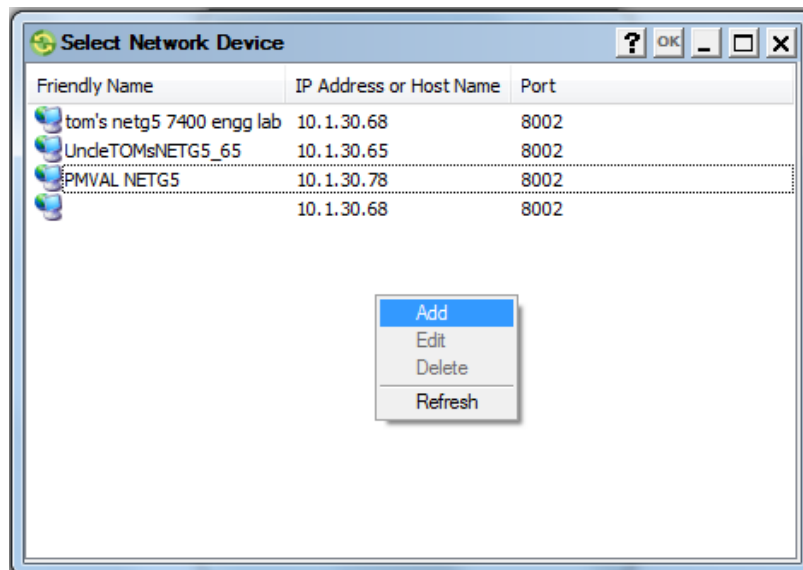 Select Network Device ? OK
Friendly Name IP Address or Host Name Port
tom's netg5 7400 engg lab 10.1.30.68 8002
UncleTOMsNETG5_65 10.1.30.65 8002
PMVAL NETG5 10.1.30.78 8002
10.1.30.68 8002
Add
Edit
Delete
Refresh